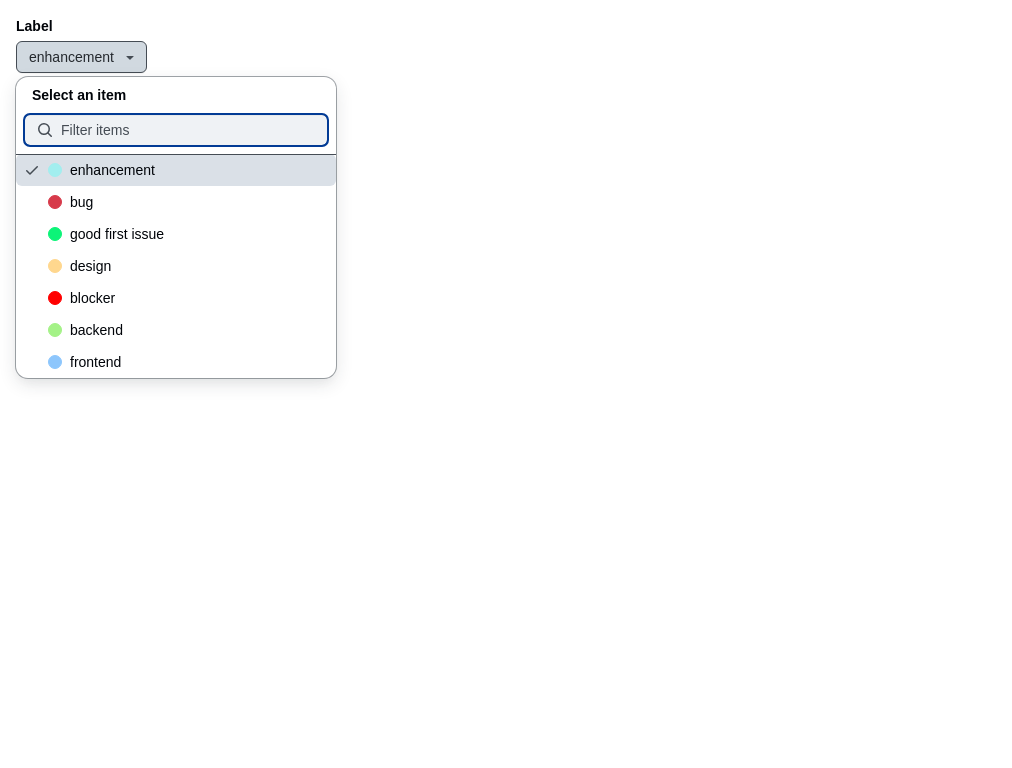 Label
enhancement
Select an item
Filter items
enhancement
bug
good first issue
design
blocker
backend
frontend